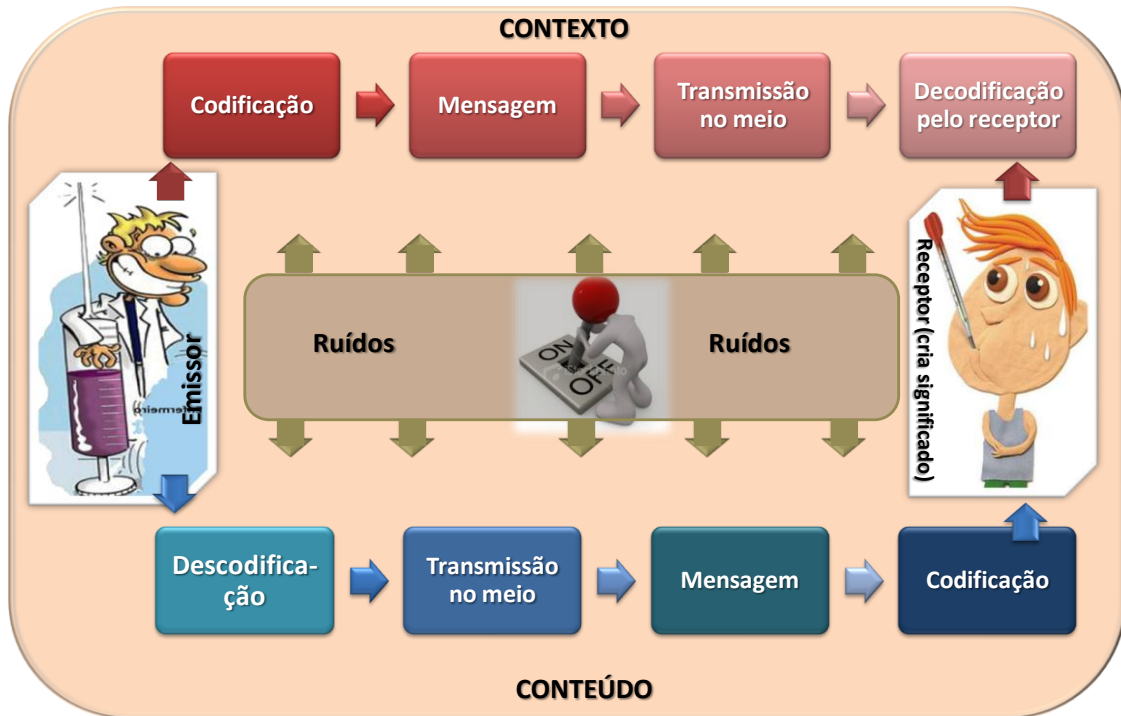 CONTEXTO
Codificação
Mensagem
Transmissão
no meio
Decodificação
pelo receptor
Emissor
Ruídos
ON
OFF
Ruídos
Receptor (cria significado)
Descodifica-
ção
Transmissão
no meio
Mensagem
Codificação
CONTEÚDO